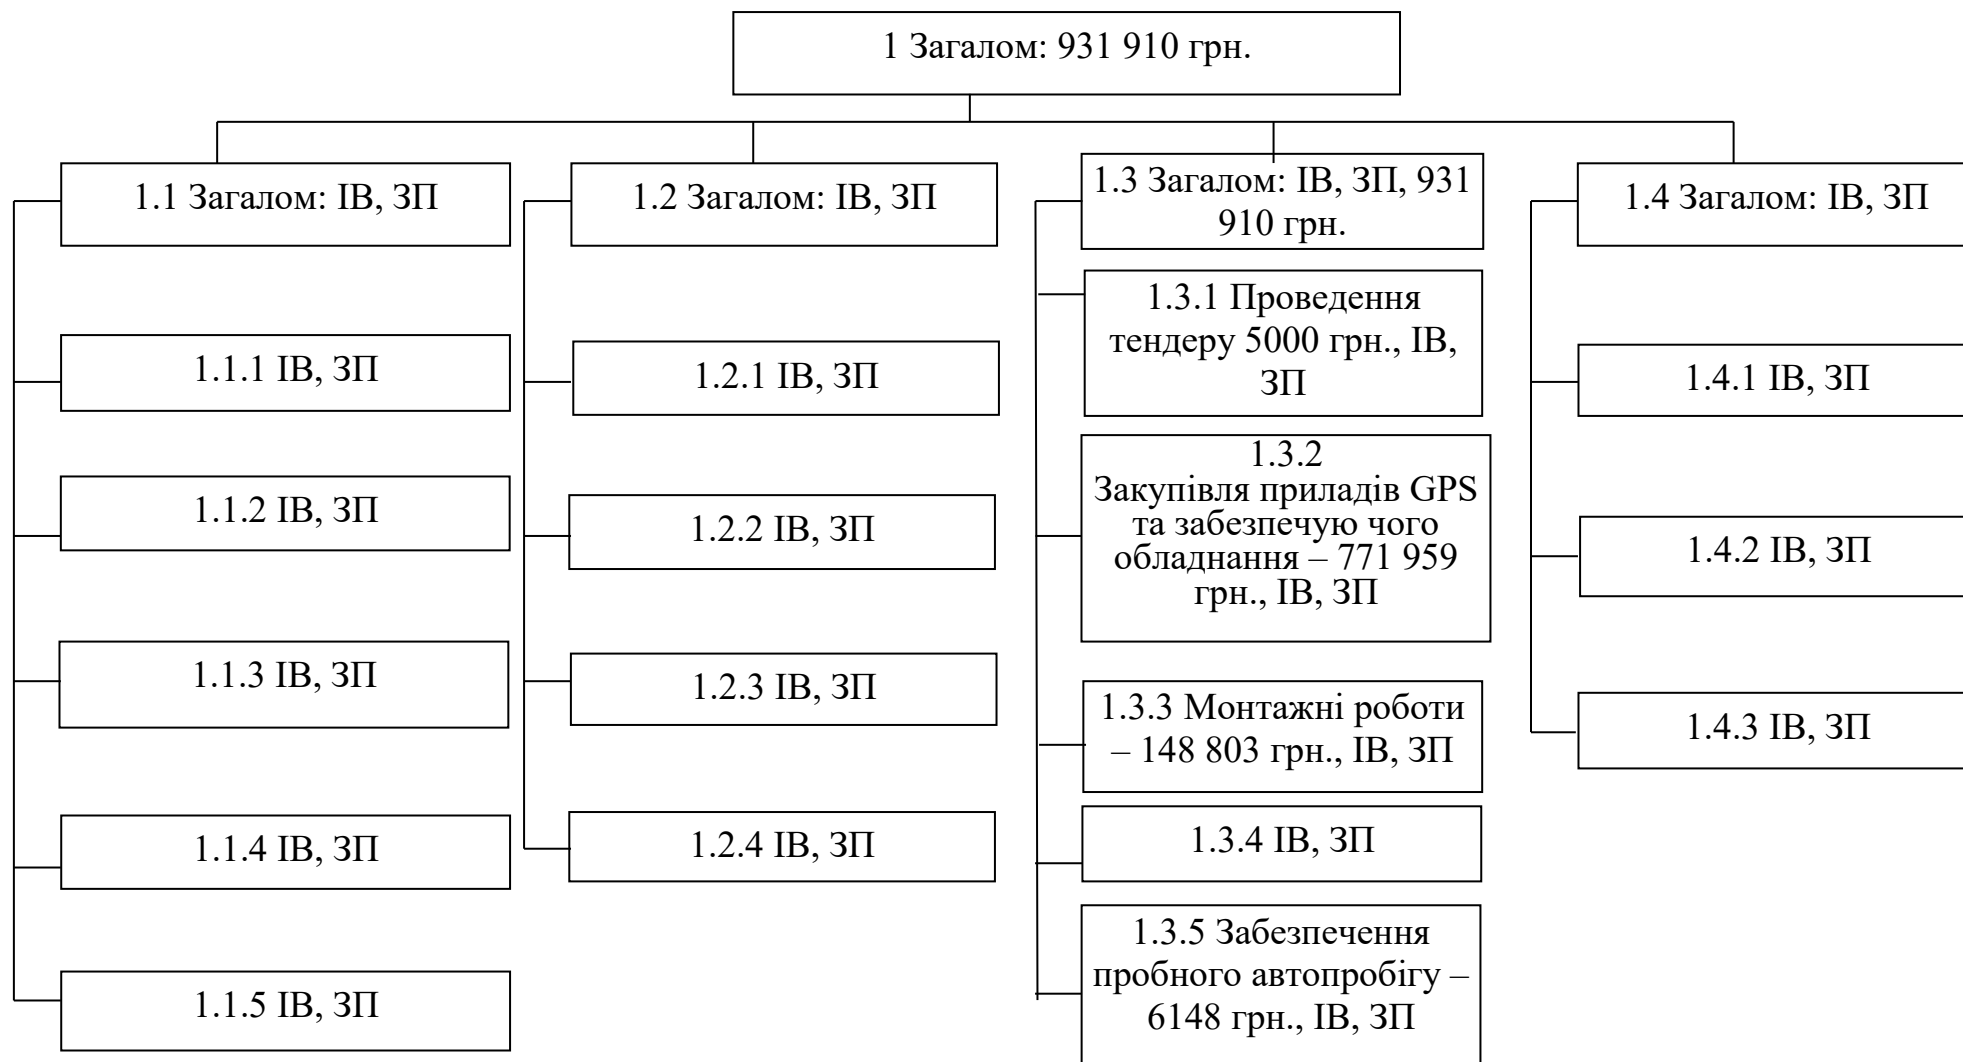 1 Загалом: 931 910 грн.
1.1 Загалом: ІВ, ЗП
1.1.1 ІВ, ЗП
1.1.2 ІВ, ЗП
1.1.3 ІВ, ЗП
1.1.4 ІВ, ЗП
1.1.5 ІВ, ЗП
1.2 Загалом: ІВ, ЗП
1.2.1 ІВ, ЗП
1.2.2 ІВ, ЗП
1.2.3 ІВ, ЗП
1.2.4 ІВ, ЗП
1.3 Загалом: ІВ, ЗП, 931
910 грн.
1.3.1 Проведення
тендеру 5000 грн., ІВ,
ЗП
1.3.2
Закупівля приладів GPS
та забезпечую чого
обладнання – 771 959
грн., ІВ, ЗП
1.3.3 Монтажні роботи
– 148 803 грн., ІВ, ЗП
1.3.4 ІВ, ЗП
1.3.5 Забезпечення
пробного автопробігу –
6148 грн., ІВ, ЗП
1.4 Загалом: ІВ, ЗП
1.4.1 ІВ, ЗП
1.4.2 ІВ, ЗП
1.4.3 ІВ, ЗП